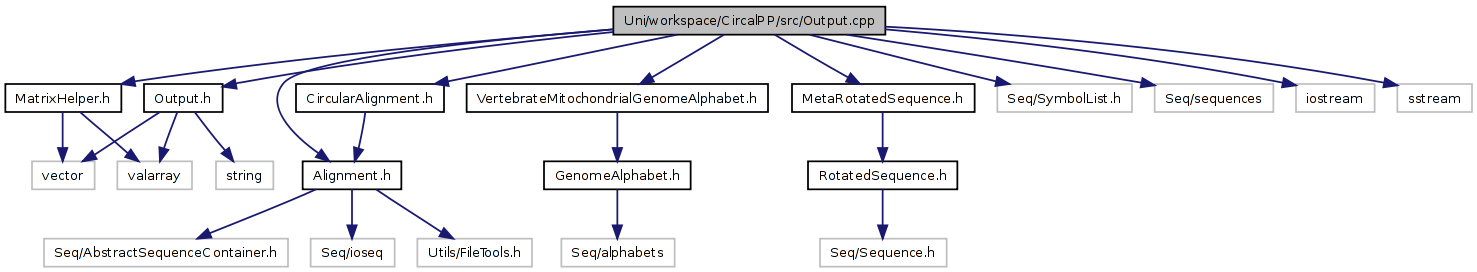 Uni/workspace/CircalPP/src/Output.cpp
MatrixHelper.h
Output.h
CircularAlignment.h
VertebrateMitochondrialGenomeAlphabet.h
MetaRotatedSequence.h
Seq/SymbolList.h
Seq/sequences
iostream
sstream
vector
valarray
string
Alignment.h
GenomeAlphabet.h
RotatedSequence.h
Seq/AbstractSequenceContainer.h
Seq/ioseq
Utils/FileTools.h
Seq/alphabets
Seq/Sequence.h